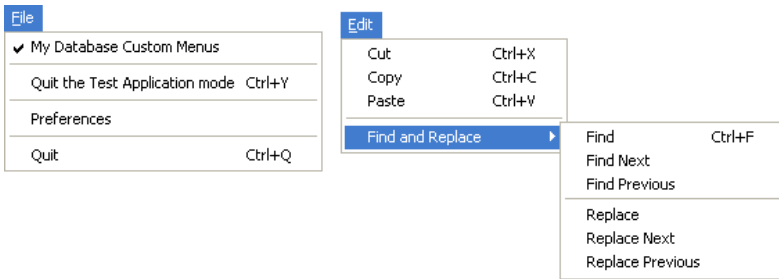 File
My Database Custom Menus
Quit the Test Application mode Ctrl+Y
Preferences
Quit Ctrl+Q
Edit
Cut Ctrl+X
Copy Ctrl+C
Paste Ctrl+V
Find and Replace
Find Ctrl+F
Find Next
Find Previous
Replace
Replace Next
Replace Previous